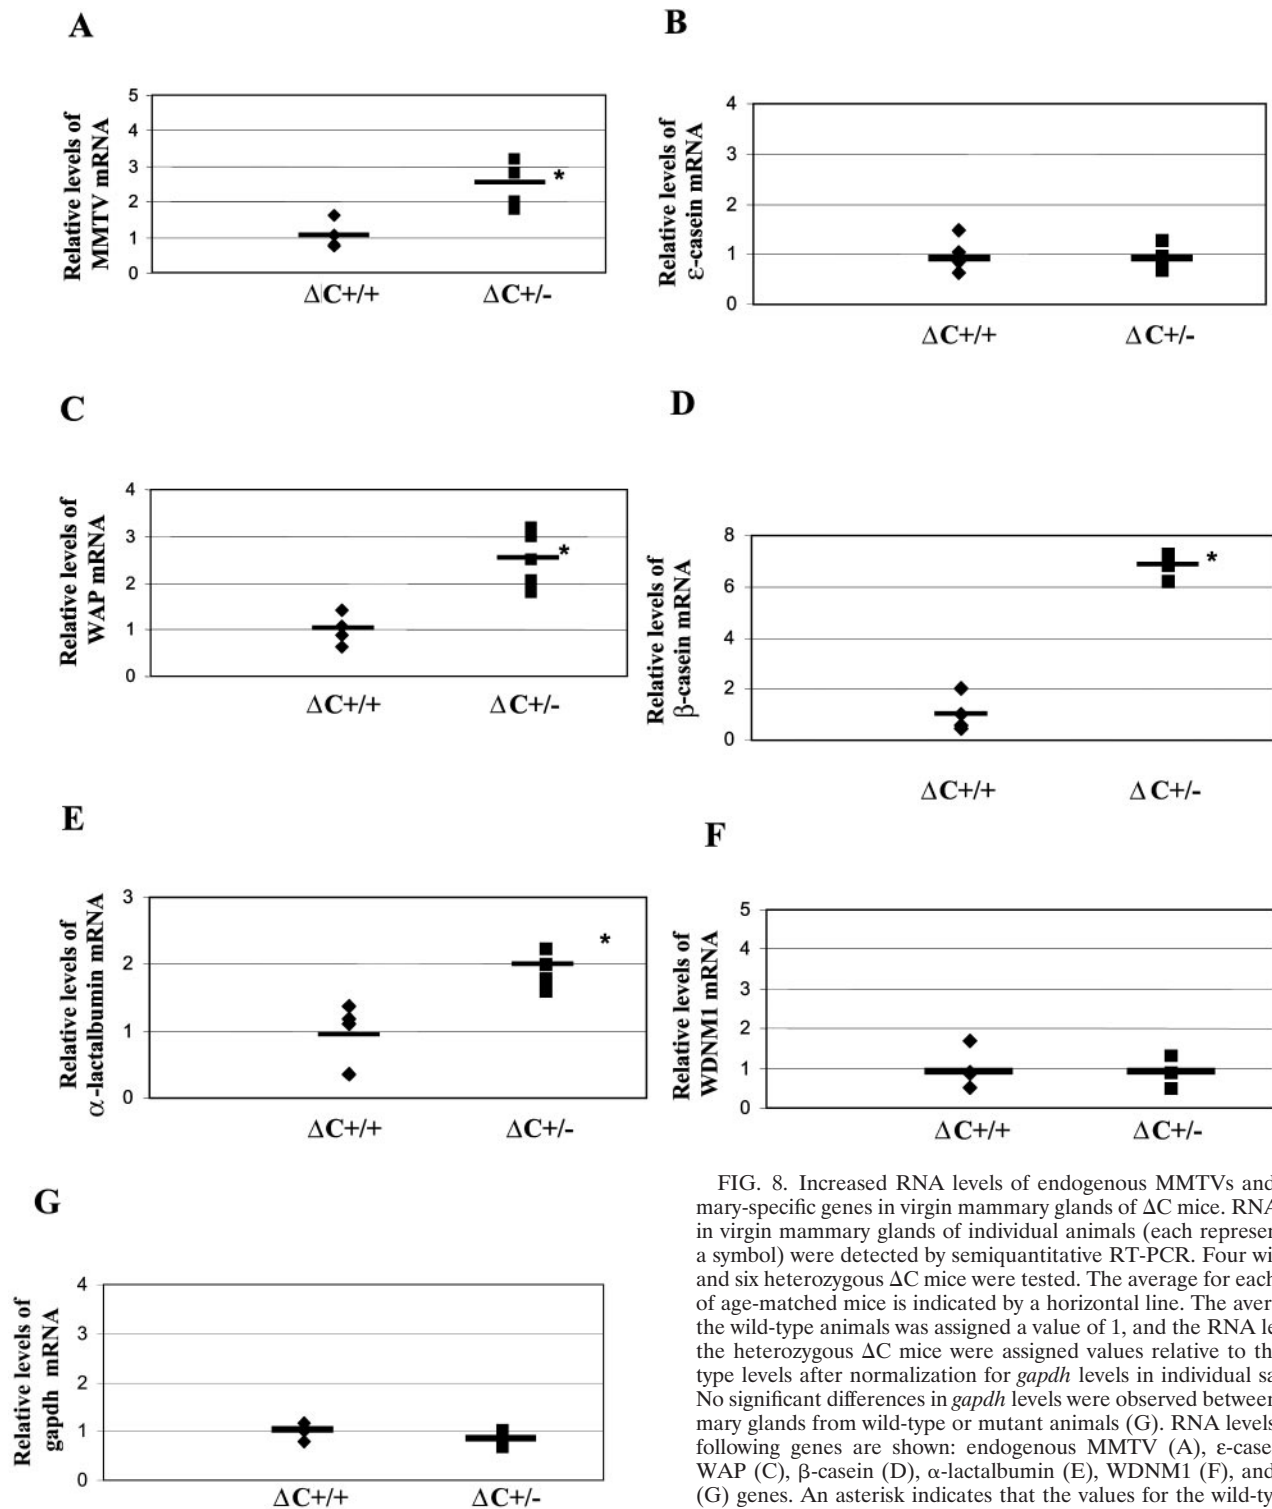 A
Relative levels of
MMTV mRNA
5
4
3
2
1
0
*
ΔC+/+
ΔC+/-
B
Relative levels of
ε-casein mRNA
4
3
2
1
0
ΔC+/+
ΔC+/-
C
Relative levels of
WAP mRNA
4
3
2
1
0
*
ΔC+/+
ΔC+/-
D
Relative levels of
β-casein mRNA
8
6
4
2
0
*
ΔC+/+
ΔC+/-
E
Relative levels of
α-lactalbumin mRNA
3
2
1
0
*
ΔC+/+
ΔC+/-
F
Relative levels of
WDNM1 mRNA
5
4
3
2
1
0
ΔC+/+
ΔC+/-
G
Relative levels of
gapdh mRNA
4
3
2
1
0
ΔC+/+
ΔC+/-
FIG. 8. Increased RNA levels of endogenous MMTVs and
mary-specific genes in virgin mammary glands of ΔC mice. RNA
in virgin mammary glands of individual animals (each represen
a symbol) were detected by semiquantitative RT-PCR. Four wi
and six heterozygous ΔC mice were tested. The average for each
of age-matched mice is indicated by a horizontal line. The aver
the wild-type animals was assigned a value of 1, and the RNA le
the heterozygous ΔC mice were assigned values relative to th
type levels after normalization for gapdh levels in individual sa
No significant differences in gapdh levels were observed between
mary glands from wild-type or mutant animals (G). RNA levels
following genes are shown: endogenous MMTV (A), ε-case
WAP (C), β-casein (D), α-lactalbumin (E), WDNM1 (F), and
(G) genes. An asterisk indicates that the values for the wild-ty